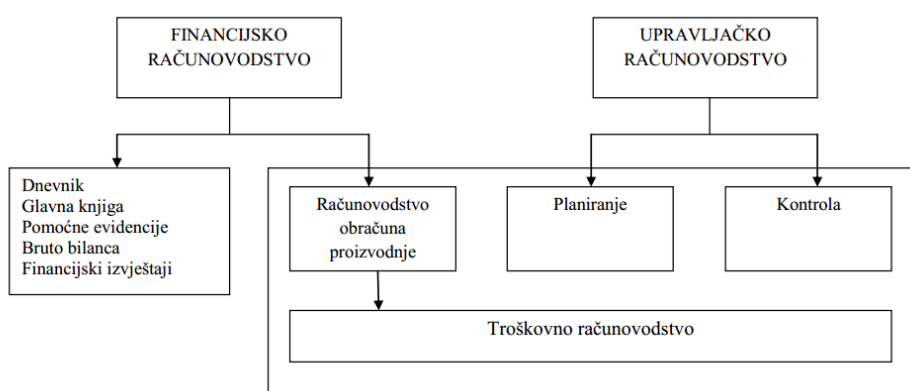 FINANCIJSKO
RAČUNOVODSTVO
UPRAVLJAČKO
RAČUNOVODSTVO
Dnevnik
Glavna knjiga
Pomoćne evidencije
Bruto bilanca
Financijski izvještaji
Računovodstvo
obračuna
proizvodnje
Planiranje
Kontrola
Troškovno računovodstvo